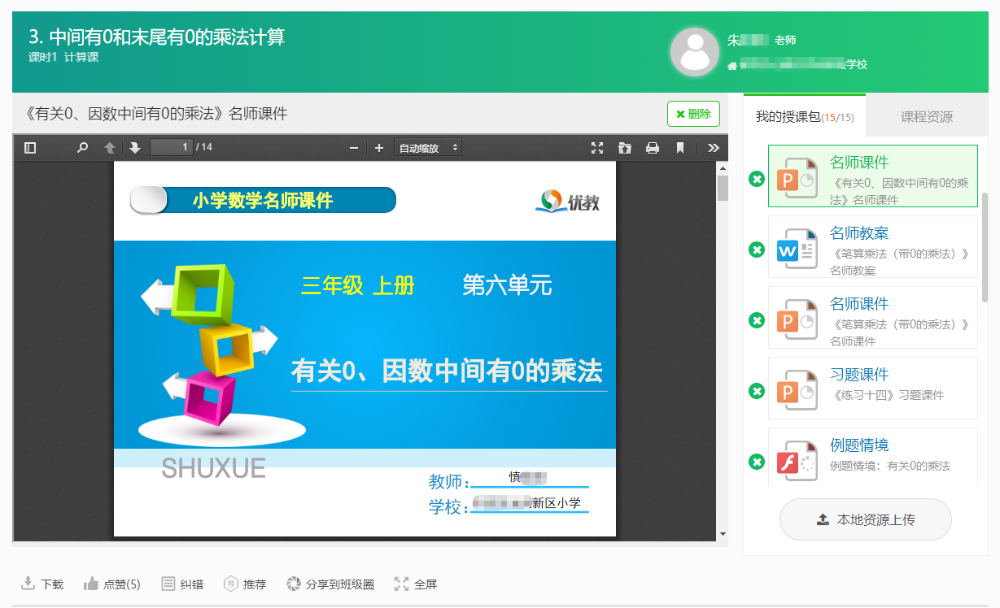 3. 中间有0和末尾有0的乘法计算
课时1 计算课
朱 老师
学校
《有关0、因数中间有0的乘法》名师课件
删除
我的授课包(15/15)
课程资源
1 / 14
自动缩放
小学数学名师课件
优教
三年级 上册 第六单元
有关0、因数中间有0的乘法
SHUXUE
教师： 慎
学校： 新区小学
名师课件
《有关0、因数中间有0的乘
法》名师课件
名师教案
《笔算乘法（带0的乘法）》
名师教案
名师课件
《笔算乘法（带0的乘法）》
名师课件
习题课件
《练习十四》习题课件
例题情境
例题情境：有关0的乘法
本地资源上传
下载
点赞(5)
纠错
荐 推荐
分享到班级圈
全屏